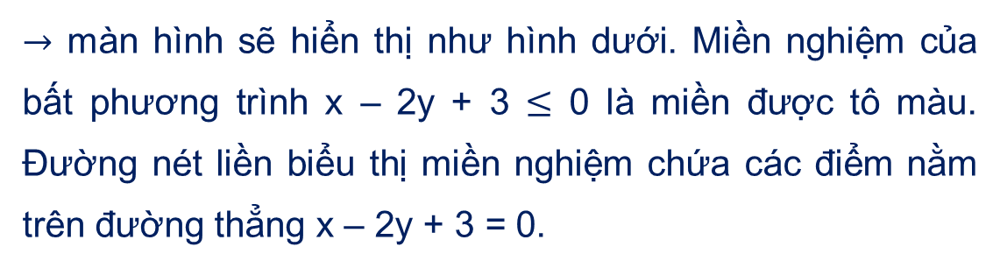 → màn hình sẽ hiển thị như hình dưới. Miền nghiệm của
bất phương trình x – 2y + 3 ≤ 0 là miền được tô màu.
Đường nét liền biểu thị miền nghiệm chứa các điểm nằm
trên đường thẳng x – 2y + 3 = 0.